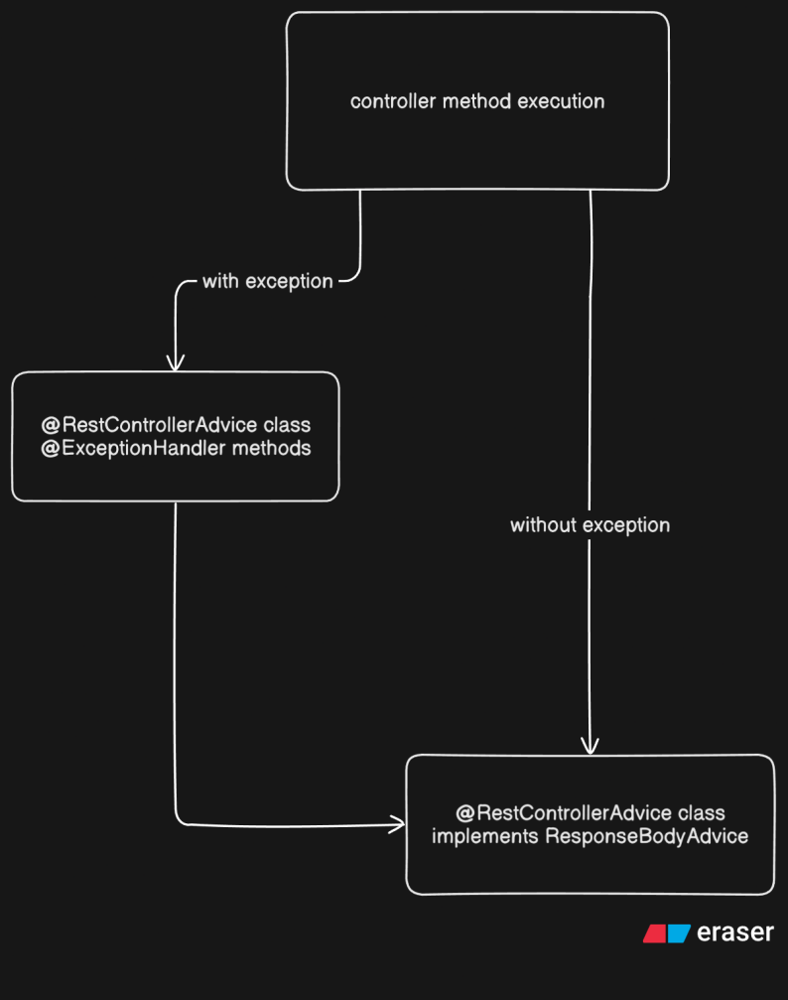 controller method execution
with exception
@RestControllerAdvice class
@ExceptionHandler methods
without exception
@RestControllerAdvice class
implements ResponseBodyAdvice
eraser